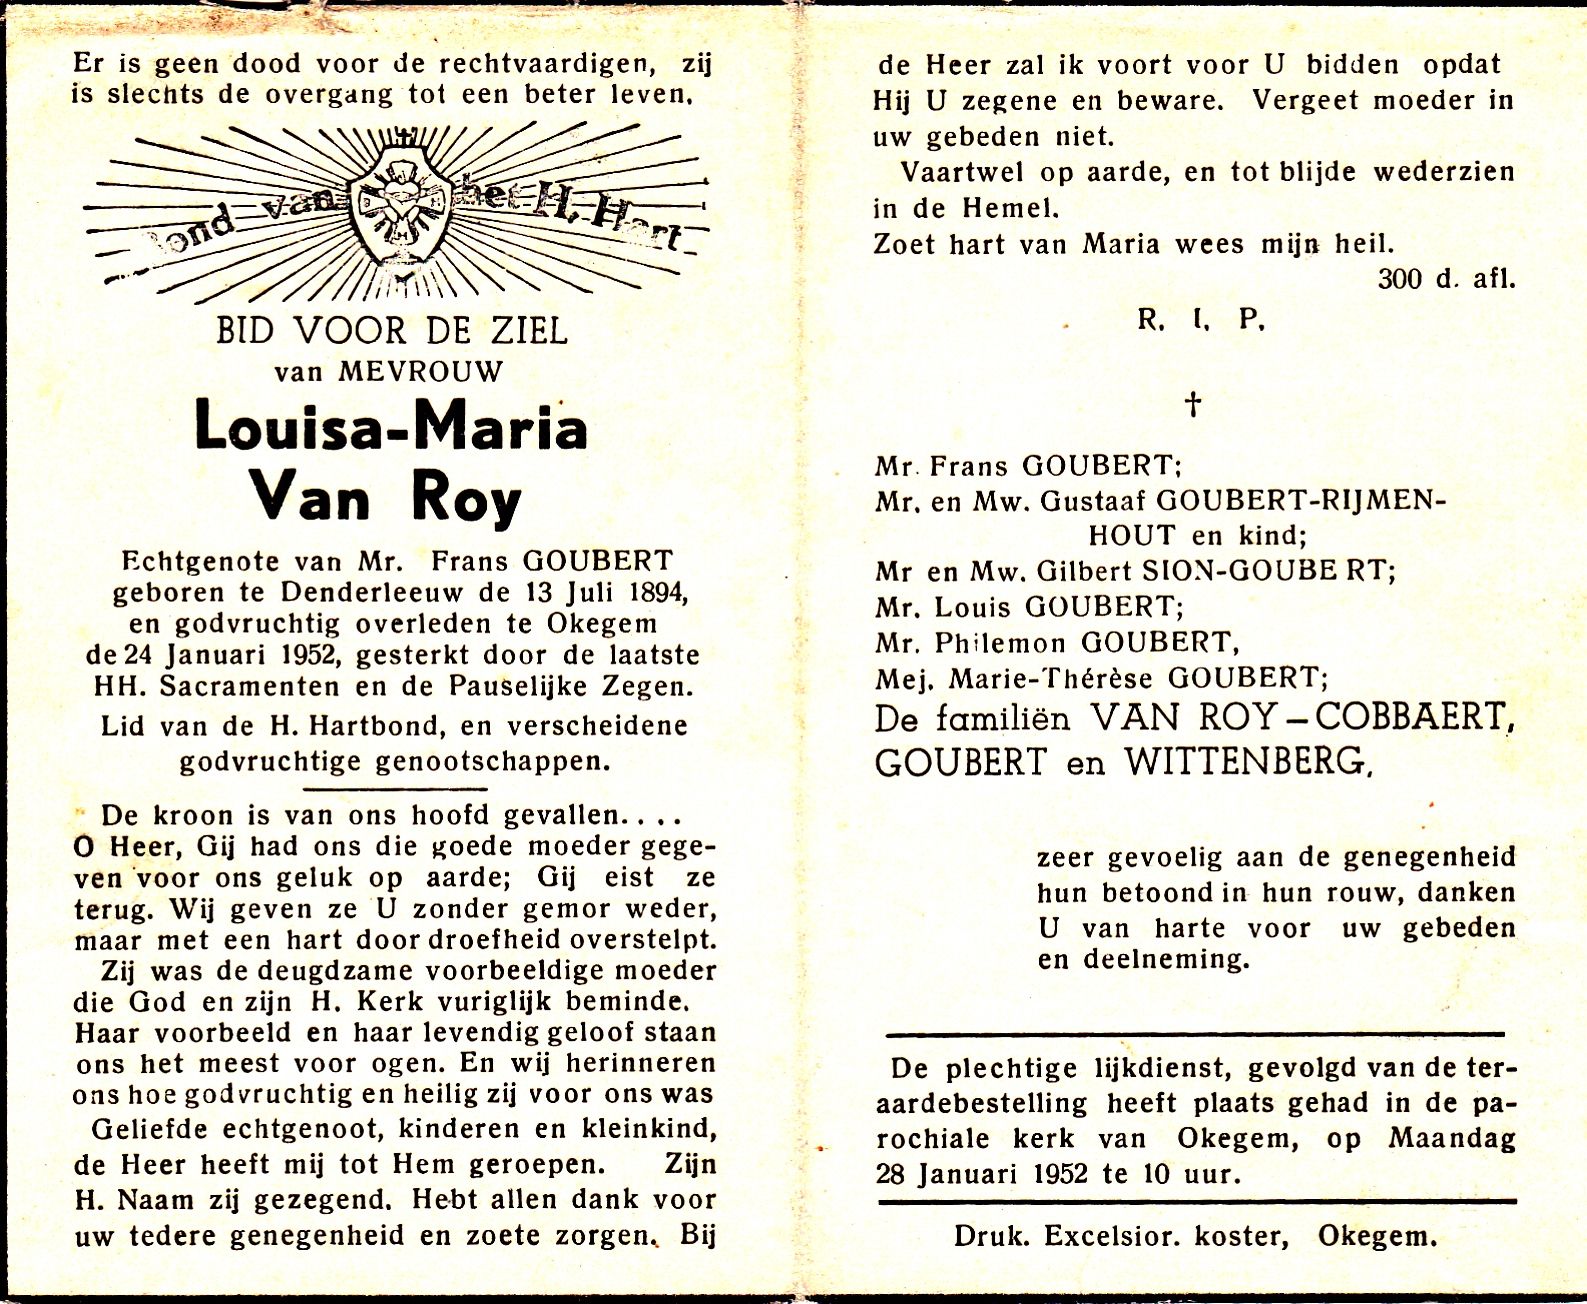 Er is geen dood voor de rechtvaardigen, zij
is slechts de overgang tot een beter leven.
Bond van het H. Hart
BID VOOR DE ZIEL
van MEVROUW
Louisa-Maria
Van Roy
Echtgenote van Mr. Frans GOUBERT
geboren te Denderleeuw de 13 Juli 1894,
en godvruchtig overleden te Okegem
de 24 Januari 1952, gesterkt door de laatste
HH. Sacramenten en de Pauselijke Zegen.
Lid van de H. Hartbond, en verscheidene
godvruchtige genootschappen.
De kroon is van ons hoofd gevallen....
O Heer, Gij had ons die goede moeder gege-
ven voor ons geluk op aarde; Gij eist ze
terug. Wij geven ze U zonder gemor weder,
maar met een hart door droefheid overstelpt.
Zij was de deugdzame voorbeeldige moeder
die God en zijn H. Kerk vuriglijk beminde.
Haar voorbeeld en haar levendig geloof staan
ons het meest voor ogen. En wij herinneren
ons hoe godvruchtig en heilig zij voor ons was
Geliefde echtgenoot, kinderen en kleinkind,
de Heer heeft mij tot Hem geroepen. Zijn
H. Naam zij gezegend. Hebt allen dank voor
uw tedere genegenheid en zoete zorgen. Bij
de Heer zal ik voort voor U bidden opdat
Hij U zegene en beware. Vergeet moeder in
uw gebeden niet.
Vaartwel op aarde, en tot blijde wederzien
in de Hemel.
Zoet hart van Maria wees mijn heil.
300 d. afl.
R. I. P.
†
Mr. Frans GOUBERT;
Mr. en Mw. Gustaaf GOUBERT-RIJMEN-
HOUT en kind;
Mr en Mw. Gilbert SION-GOUBERT;
Mr. Louis GOUBERT;
Mr. Philemon GOUBERT,
Mej. Marie-Thérèse GOUBERT;
De familiën VAN ROY–COBBAERT,
GOUBERT en WITTENBERG,
zeer gevoelig aan de genegenheid
hun betoond in hun rouw, danken
U van harte voor uw gebeden
en deelneming.
De plechtige lijkdienst, gevolgd van de ter-
aardebestelling heeft plaats gehad in de pa-
rochiale kerk van Okegem, op Maandag
28 Januari 1952 te 10 uur.
Druk. Excelsior. koster, Okegem.